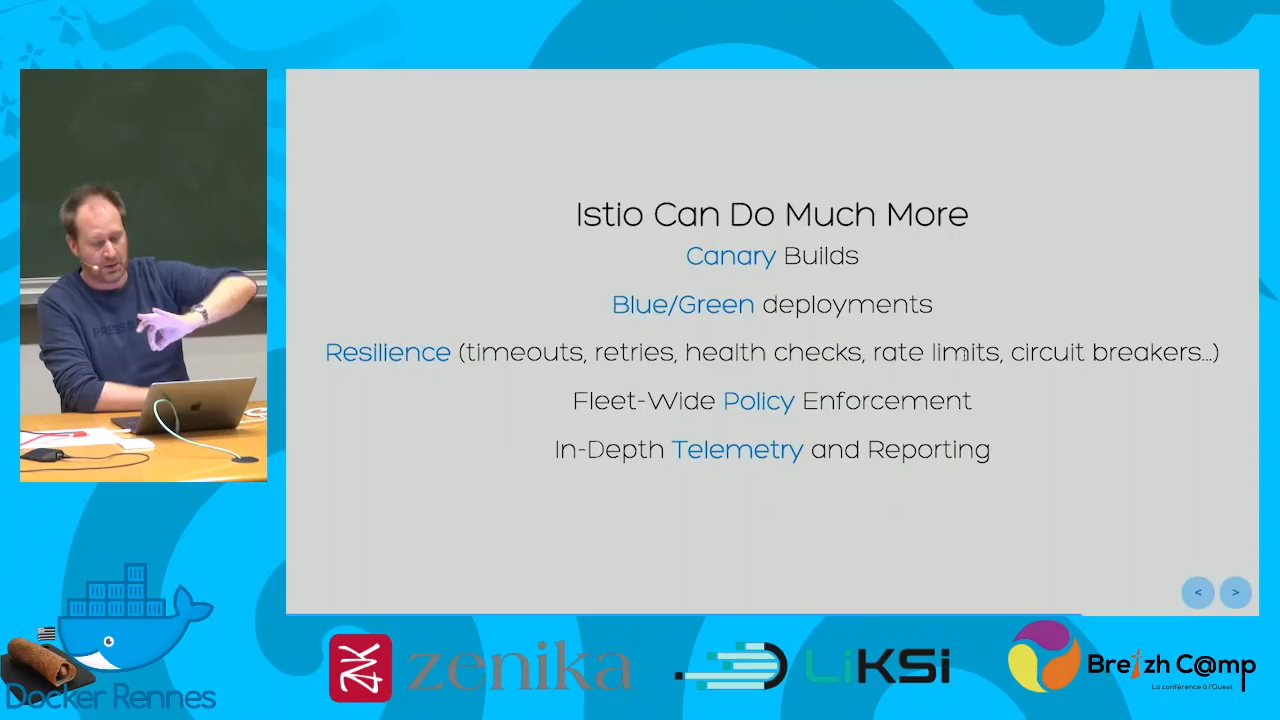 Istio Can Do Much More
Canary Builds
Blue/Green deployments
Resilience (timeouts, retries, health checks, rate limits, circuit breakers...)
Fleet-Wide Policy Enforcement
In-Depth Telemetry and Reporting
< >
Docker Rennes
zenika
LiKSi
Breizh C@mp
La conférence à l'Ouest